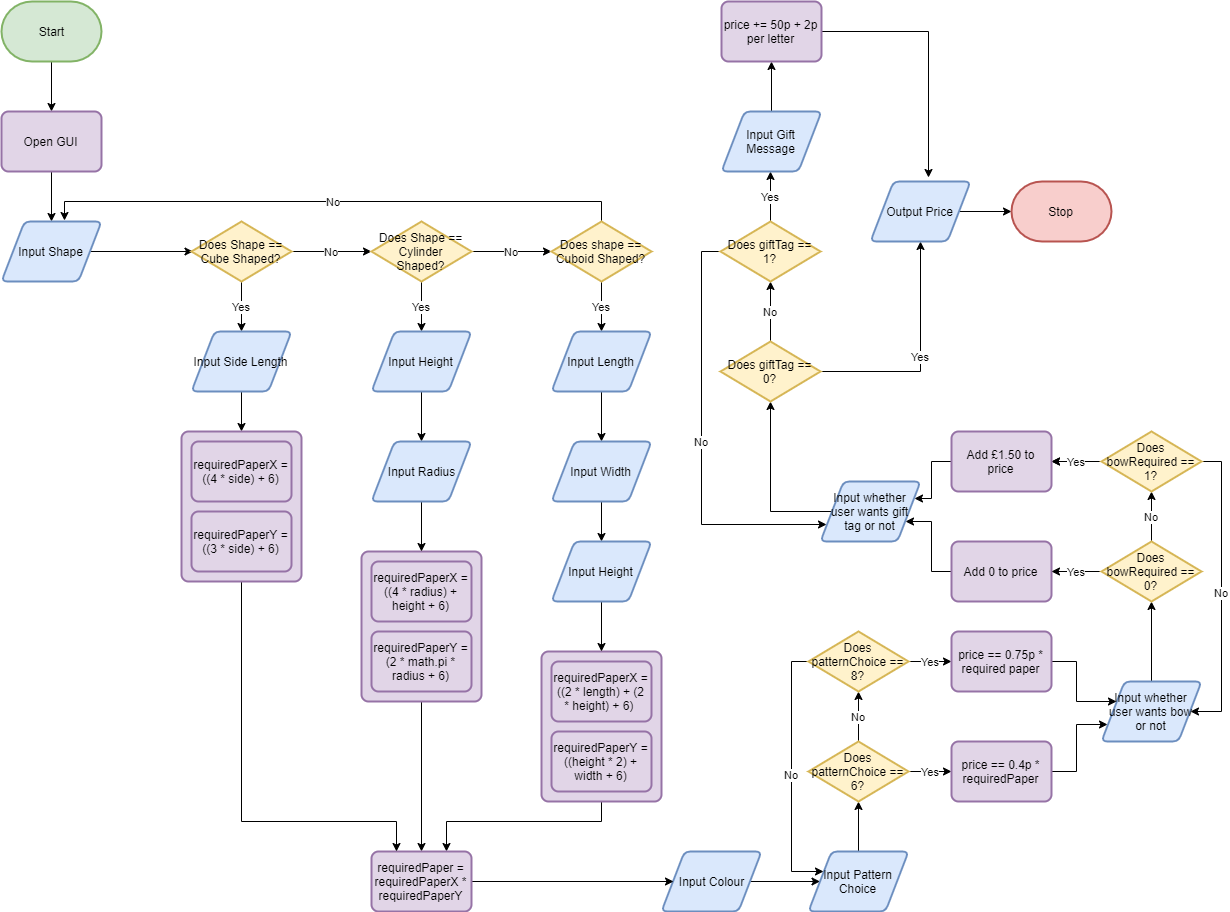 Start
Open GUI
Input Shape
Does Shape ==
Cube Shaped?
No
Does Shape ==
Cylinder
Shaped?
No
Does shape ==
Cuboid Shaped?
No
Yes
Yes
Yes
Input Side Length
Input Height
Input Length
Input Radius
Input Width
Input Height
requiredPaperX =
((4 * side) + 6)
requiredPaperY =
((3 * side) + 6)
requiredPaperX =
((4 * radius) +
height + 6)
requiredPaperY =
(2 * math.pi *
radius + 6)
requiredPaperX =
((2 * length) + (2
* height) + 6)
requiredPaperY =
((height * 2) +
width + 6)
requiredPaper =
requiredPaperX *
requiredPaperY
Input Colour
Input Pattern
Choice
Does
patternChoice ==
6?
Yes
price == 0.4p *
requiredPaper
No
Does
patternChoice ==
8?
Yes
price == 0.75p *
required paper
No
Input whether
user wants bow
or not
Does
bowRequired ==
0?
Yes
Add 0 to price
No
Does
bowRequired ==
1?
Yes
Add £1.50 to
price
No
Input whether
user wants gift
tag or not
Does giftTag ==
0?
Yes
No
Does giftTag ==
1?
No
Yes
Input Gift
Message
price += 50p + 2p
per letter
Output Price
Stop